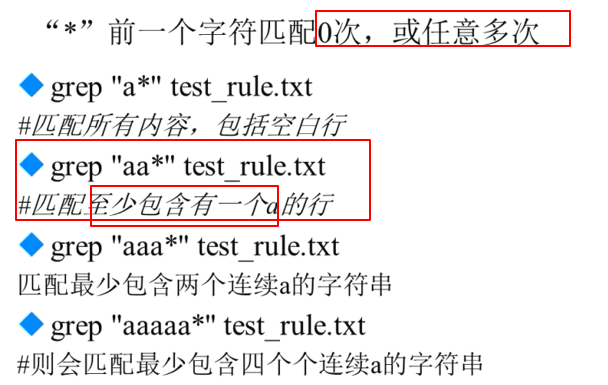 “*”前一个字符匹配0次，或任意多次
grep "a*" test_rule.txt
#匹配所有内容，包括空白行
grep "aa*" test_rule.txt
#匹配至少包含有一个a的行
grep "aaa*" test_rule.txt
匹配最少包含两个连续a的字符串
grep "aaaaa*" test_rule.txt
#则会匹配最少包含四个个连续a的字符串